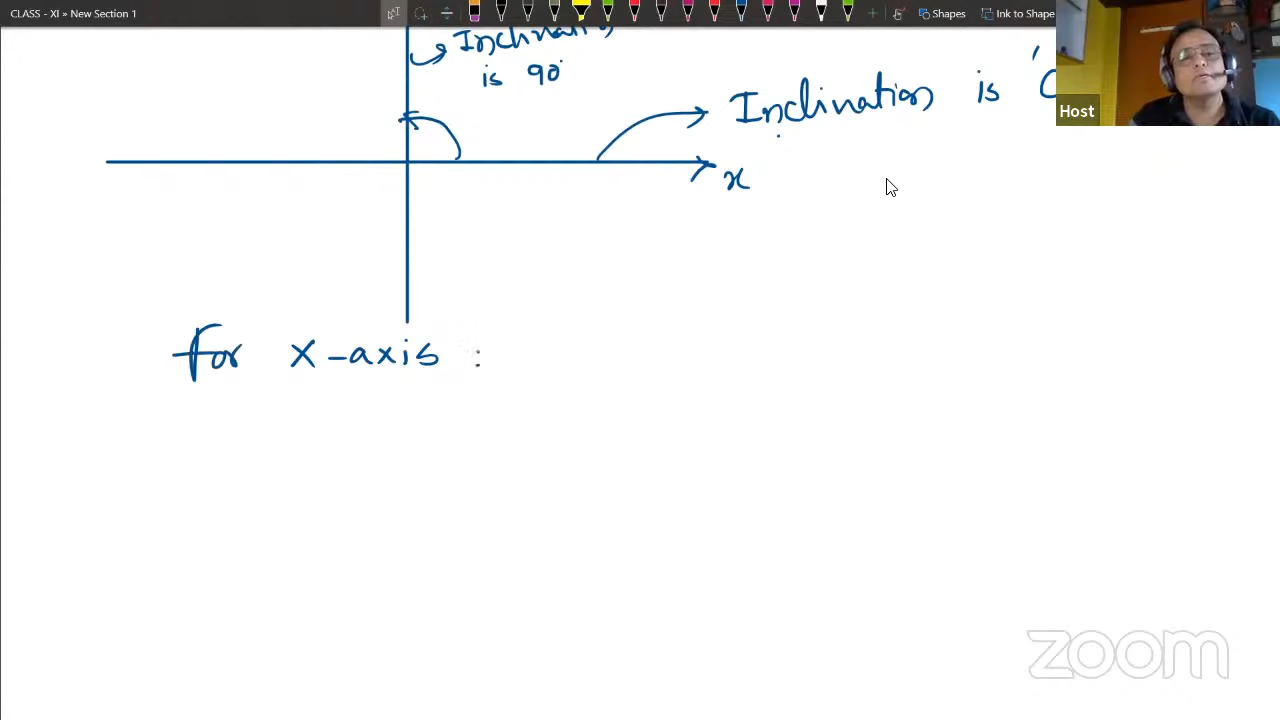 CLASS - XI » New Section 1
Shapes
Ink to Shape
is 90°
Inclination is
Host
x
for X-axis :
zoom